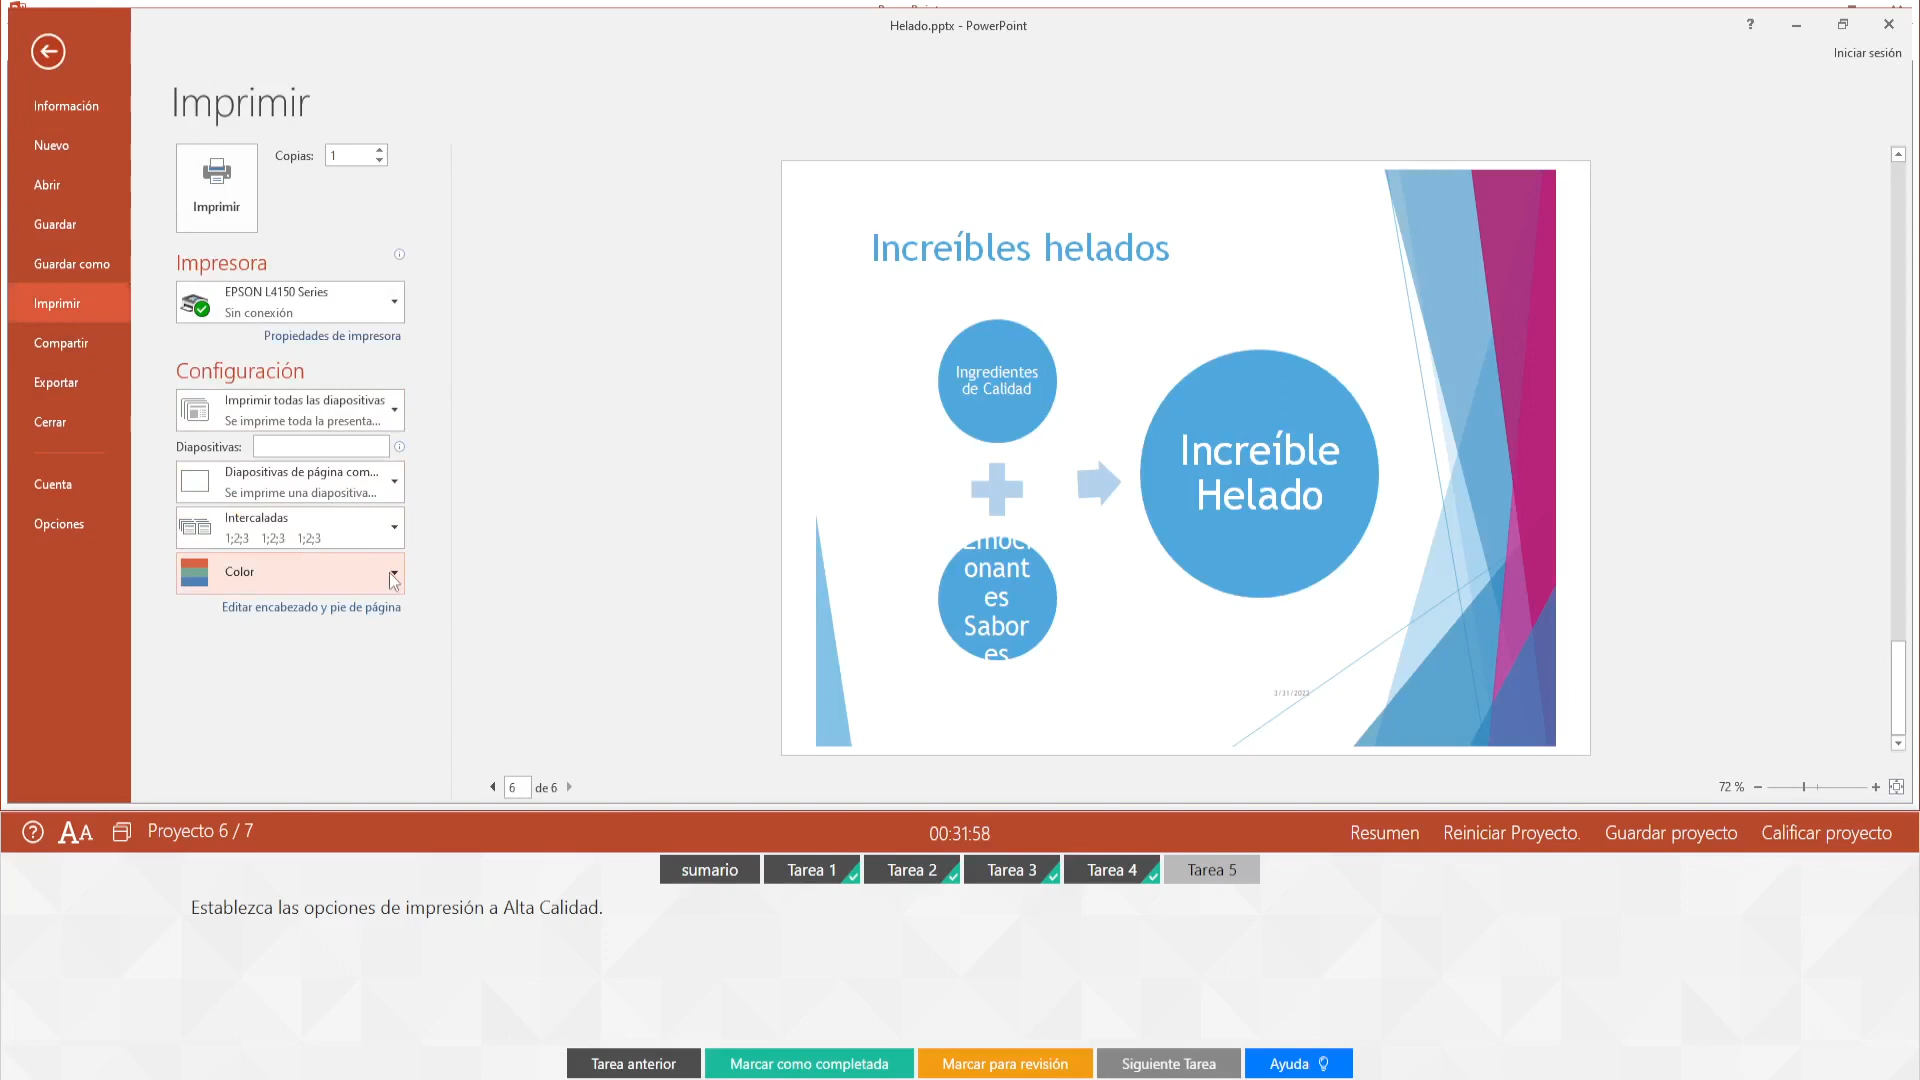 Helado.pptx - PowerPoint
?
Iniciar sesión
Información
Nuevo
Abrir
Guardar
Guardar como
Imprimir
Compartir
Exportar
Cerrar
Cuenta
Opciones
Imprimir
Imprimir
Copias: 1
Impresora
EPSON L4150 Series
Sin conexión
Propiedades de impresora
Configuración
Imprimir todas las diapositivas
Se imprime toda la presenta...
Diapositivas:
Diapositivas de página com...
Se imprime una diapositiva...
Intercaladas
1;2;3 1;2;3 1;2;3
Color
Editar encabezado y pie de página
Increíbles helados
Ingredientes
de Calidad
Increíble
Helado
Emoci
onant
es
Sabor
es
6 de 6
72 %
? AA Proyecto 6 / 7
00:31:58
Resumen Reiniciar Proyecto. Guardar proyecto Calificar proyecto
sumario Tarea 1 Tarea 2 Tarea 3 Tarea 4 Tarea 5
Establezca las opciones de impresión a Alta Calidad.
Tarea anterior Marcar como completada Marcar para revisión Siguiente Tarea Ayuda